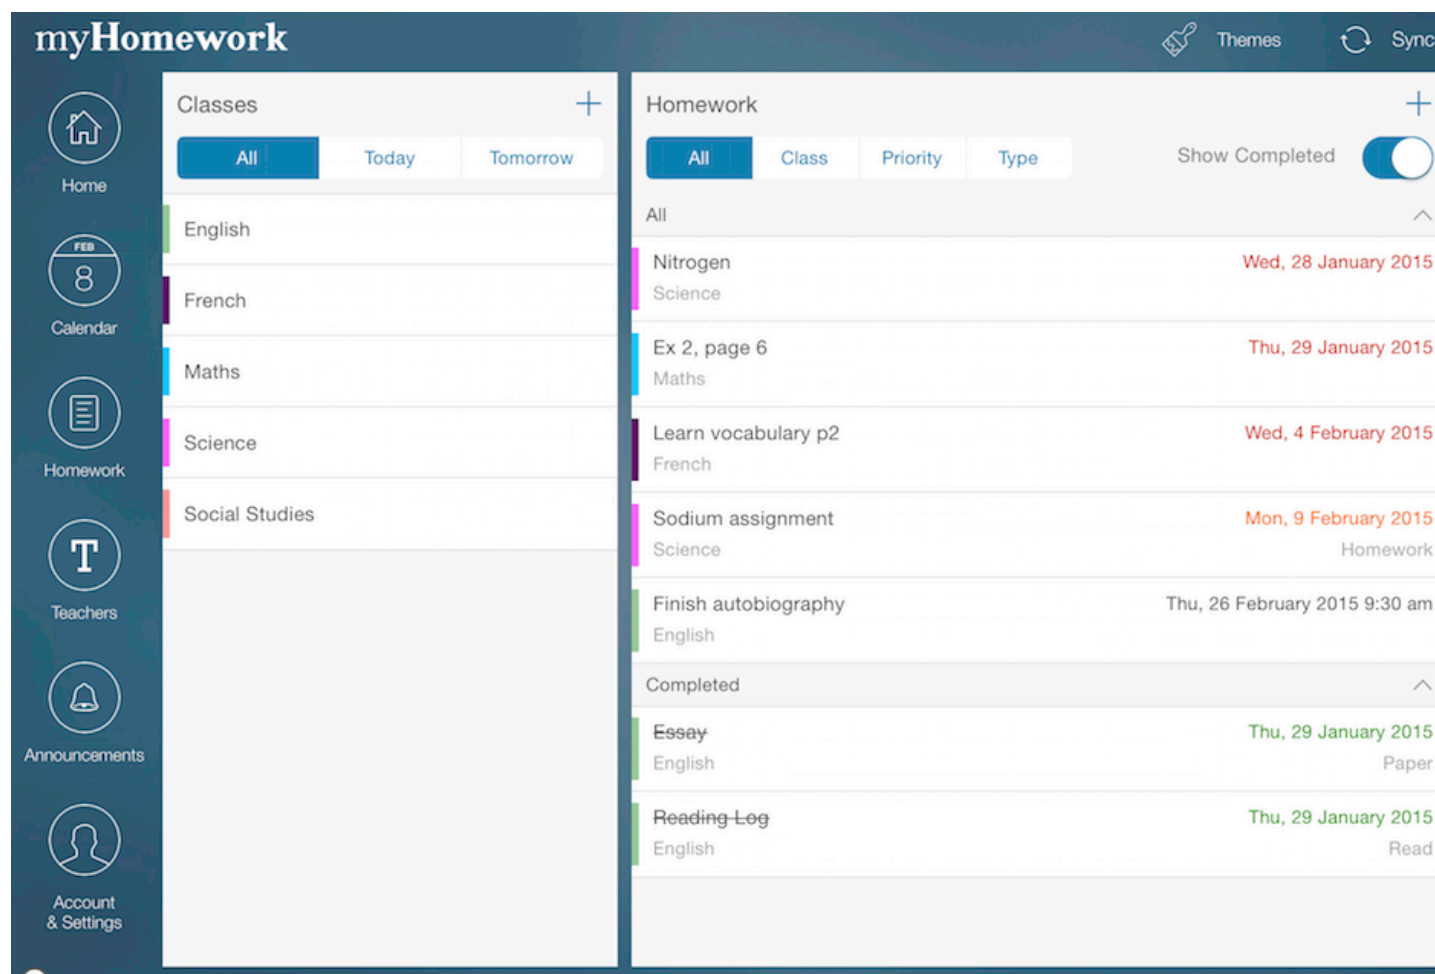 myHomework
Themes
Sync
Home
FEB
8
Calendar
Homework
T
Teachers
Announcements
Account
& Settings
Classes
All Today Tomorrow
English
French
Maths
Science
Social Studies
Homework
All Class Priority Type Show Completed
All
Nitrogen Wed, 28 January 2015
Science
Ex 2, page 6 Thu, 29 January 2015
Maths
Learn vocabulary p2 Wed, 4 February 2015
French
Sodium assignment Mon, 9 February 2015
Science Homework
Finish autobiography Thu, 26 February 2015 9:30 am
English
Completed
Essay Thu, 29 January 2015
English Paper
Reading Log Thu, 29 January 2015
English Read